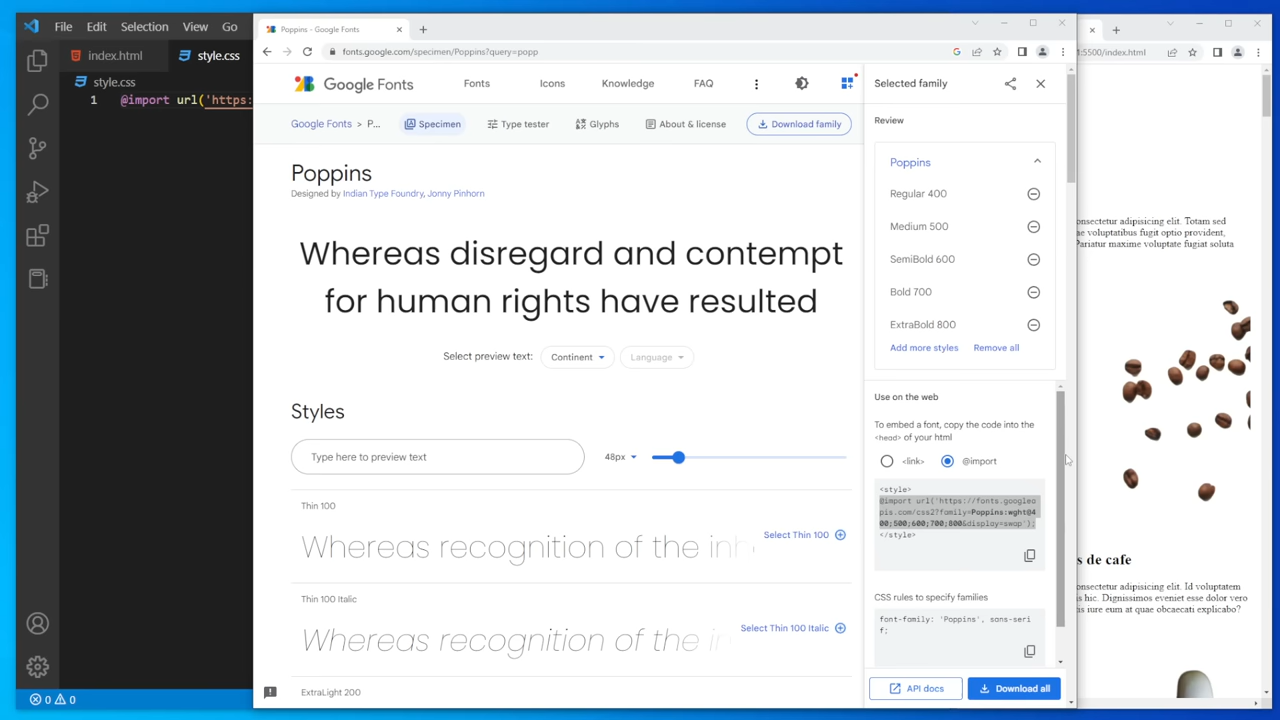 File Edit Selection View Go
index.html style.css
style.css
1 @import url('https:
0 0
Poppins - Google Fonts
fonts.google.com/specimen/Poppins?query=popp
Google Fonts Fonts Icons Knowledge FAQ
Google Fonts > P... Specimen Type tester Glyphs About & license Download family
Poppins
Designed by Indian Type Foundry, Jonny Pinhorn
Whereas disregard and contempt
for human rights have resulted
Select preview text: Continent Language
Styles
Type here to preview text 48px
Thin 100
Whereas recognition of the inh
Select Thin 100
Thin 100 Italic
Whereas recognition of the in
Select Thin 100 Italic
ExtraLight 200
Selected family
Review
Poppins
Regular 400
Medium 500
SemiBold 600
Bold 700
ExtraBold 800
Add more styles Remove all
Use on the web
To embed a font, copy the code into the
<head> of your html
<link> @import
<style>
@import url('https://fonts.googlea
pis.com/css2?family=Poppins:wght@4
00;500;600;700;800&display=swap');
</style>
CSS rules to specify families
font-family: 'Poppins', sans-seri
f;
API docs Download all
:5500/index.html
onsectetur adipisicing elit. Totam sed
ae voluptatibus fugit optio provident,
Pariatur maxime voluptate fugiat soluta
s de cafe
onsectetur adipisicing elit. Id voluptatem
s hic. Dignissimos eveniet esse dolor vero
s iure eum at quae obcaecati explicabo?